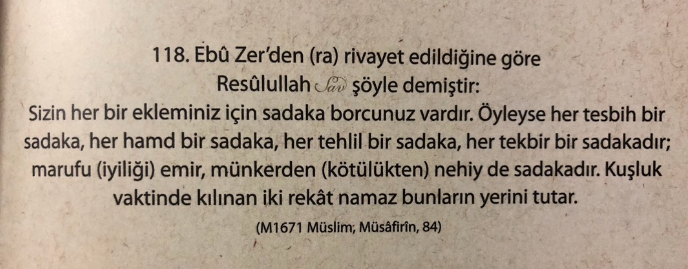 118. Ebû Zer'den (ra) rivayet edildiğine göre
Resûlullah sav şöyle demiştir:
Sizin her bir ekleminiz için sadaka borcunuz vardır. Öyleyse her tesbih bir
sadaka, her hamd bir sadaka, her tehlil bir sadaka, her tekbir bir sadakadır;
marufu (iyiliği) emir, münkerden (kötülükten) nehiy de sadakadır. Kuşluk
vaktinde kılınan iki rekât namaz bunların yerini tutar.
(M1671 Müslim; Müsâfirîn, 84)